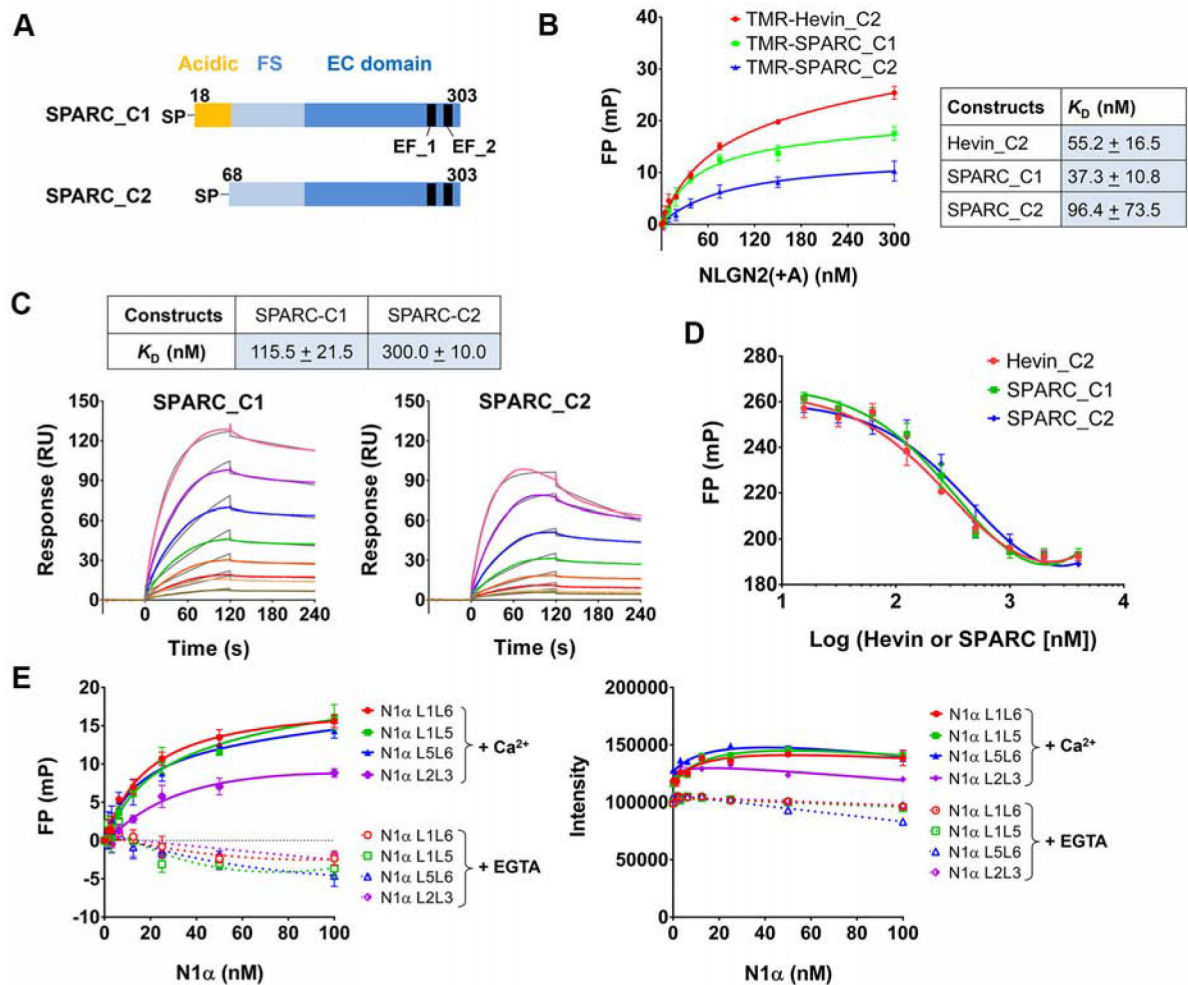 A
Acidic FS EC domain
18 303
SPARC_C1 SP
EF_1 EF_2
68 303
SPARC_C2 SP
B
TMR-Hevin_C2
TMR-SPARC_C1
TMR-SPARC_C2
FP (mP)
40
30
20
10
0
60 120 180 240 300
NLGN2(+A) (nM)
Constructs KD (nM)
Hevin_C2 55.2 ± 16.5
SPARC_C1 37.3 ± 10.8
SPARC_C2 96.4 ± 73.5
C
Constructs SPARC-C1 SPARC-C2
KD (nM) 115.5 ± 21.5 300.0 ± 10.0
SPARC_C1
Response (RU)
150
120
90
60
30
0
0 60 120 180 240
Time (s)
SPARC_C2
Response (RU)
150
120
90
60
30
0
0 60 120 180 240
Time (s)
D
Hevin_C2
SPARC_C1
SPARC_C2
FP (mP)
280
260
240
220
200
180
1 2 3 4
Log (Hevin or SPARC [nM])
E
FP (mP)
20
15
10
5
0
-5
-10
0 20 40 60 80 100
N1α (nM)
N1α L1L6
N1α L1L5
N1α L5L6
N1α L2L3
+ Ca²⁺
N1α L1L6
N1α L1L5
N1α L5L6
N1α L2L3
+ EGTA
Intensity
200000
150000
100000
50000
0
0 20 40 60 80 100
N1α (nM)
N1α L1L6
N1α L1L5
N1α L5L6
N1α L2L3
+ Ca²⁺
N1α L1L6
N1α L1L5
N1α L5L6
N1α L2L3
+ EGTA